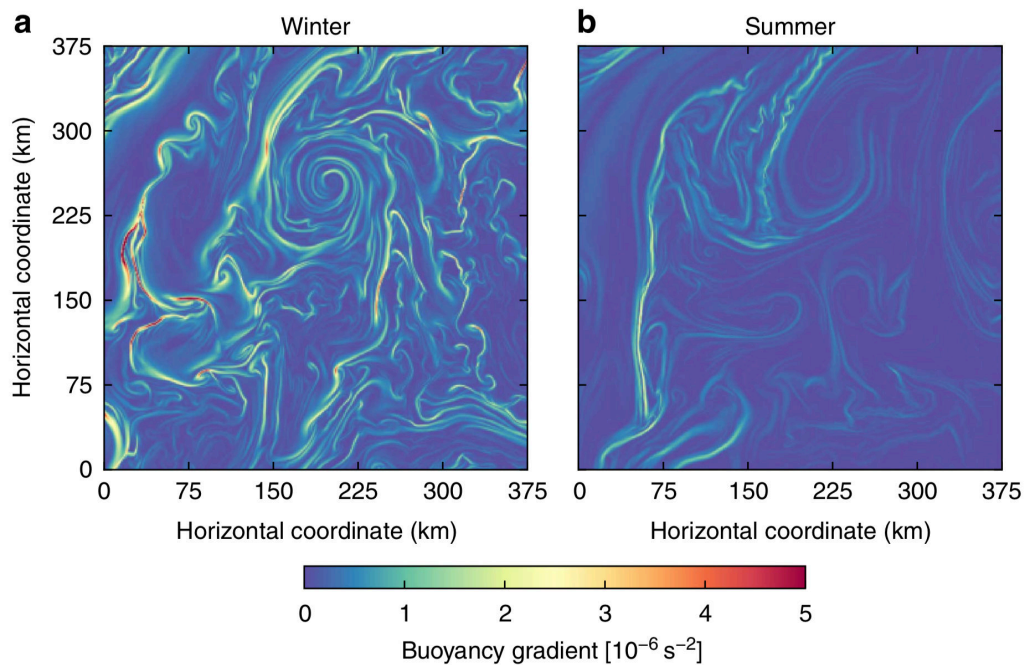 a
Winter
375
300
225
150
75
0
Horizontal coordinate (km)
0 75 150 225 300 375
Horizontal coordinate (km)
b
Summer
0 75 150 225 300 375
Horizontal coordinate (km)
0 1 2 3 4 5
Buoyancy gradient [10⁻⁶ s⁻²]